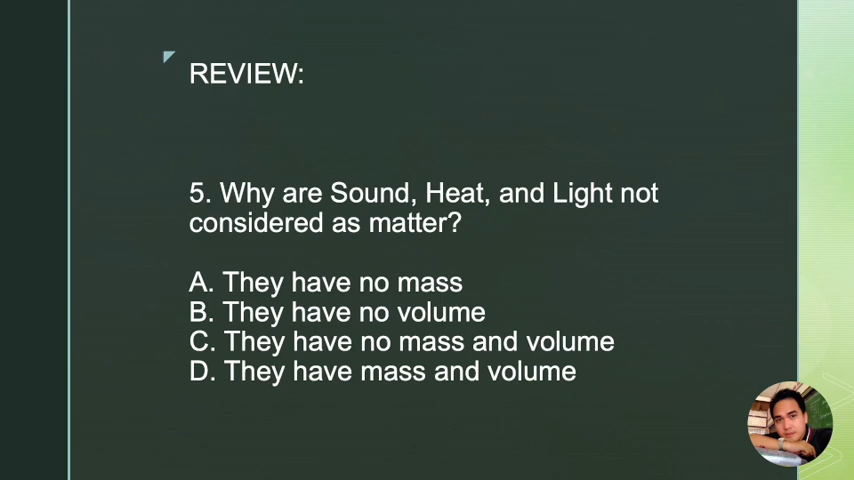 REVIEW:
5. Why are Sound, Heat, and Light not
considered as matter?
A. They have no mass
B. They have no volume
C. They have no mass and volume
D. They have mass and volume